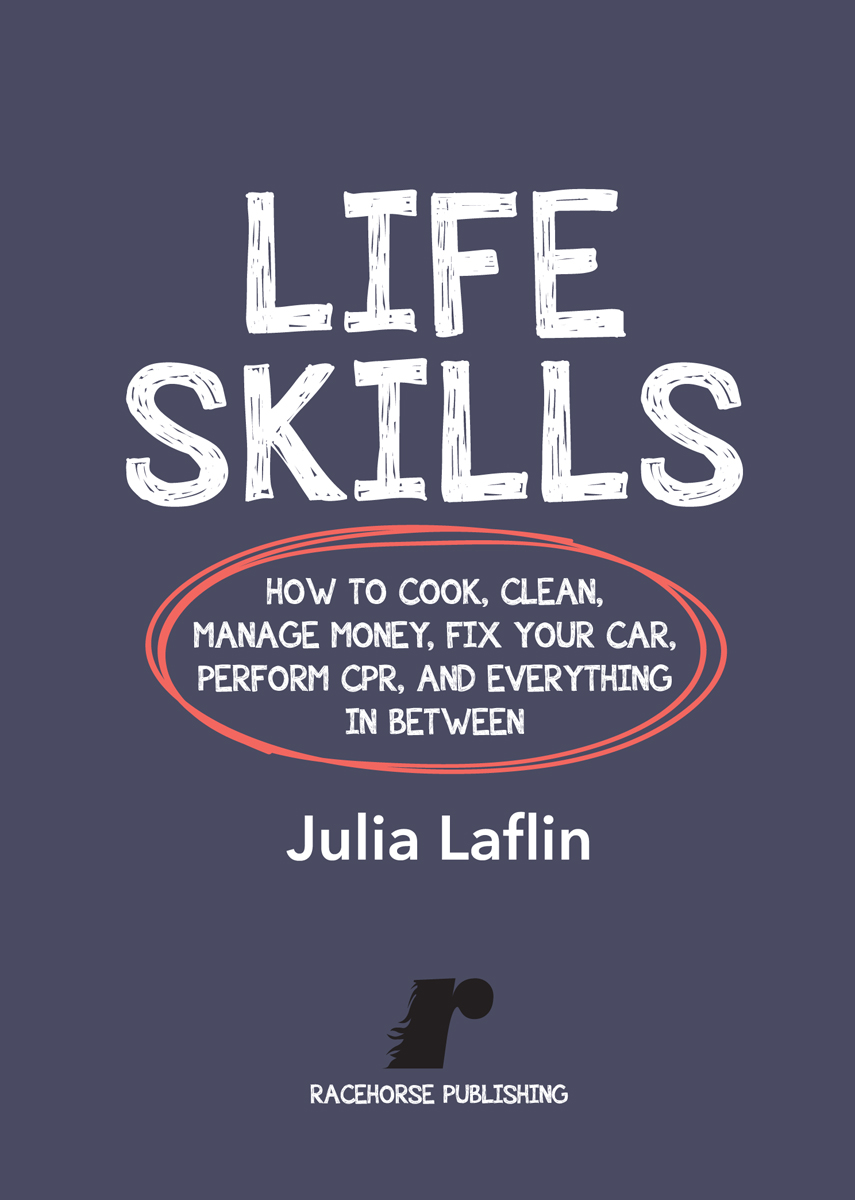 LIFE
SKILLS
HOW TO COOK, CLEAN,
MANAGE MONEY, FIX YOUR CAR,
PERFORM CPR, AND EVERYTHING
IN BETWEEN
Julia Laflin
r
RACEHORSE PUBLISHING